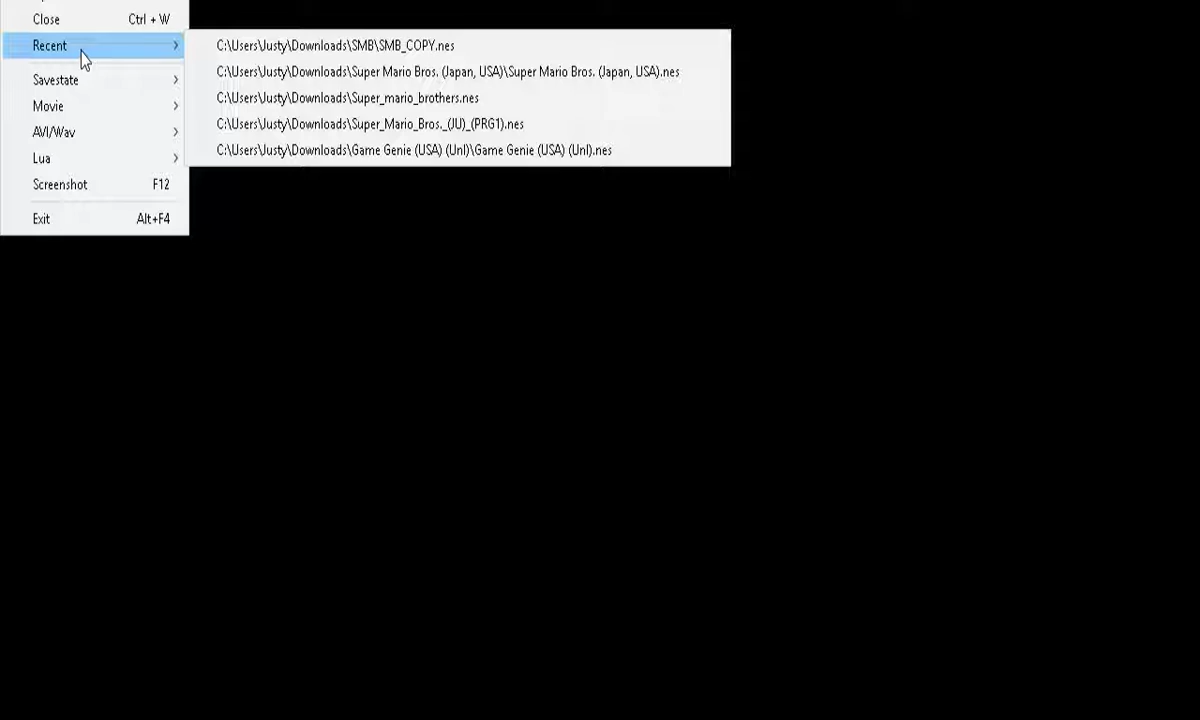 Close Ctrl + W
Recent
C:\Users\Justy\Downloads\SMB\SMB_COPY.nes
C:\Users\Justy\Downloads\Super Mario Bros. (Japan, USA)\Super Mario Bros. (Japan, USA).nes
Savestate
C:\Users\Justy\Downloads\Super_mario_brothers.nes
Movie
C:\Users\Justy\Downloads\Super_Mario_Bros._(JU)_(PRG1).nes
AVI/Wav
C:\Users\Justy\Downloads\Game Genie (USA) (Unl)\Game Genie (USA) (Unl).nes
Lua
Screenshot F12
Exit Alt+F4